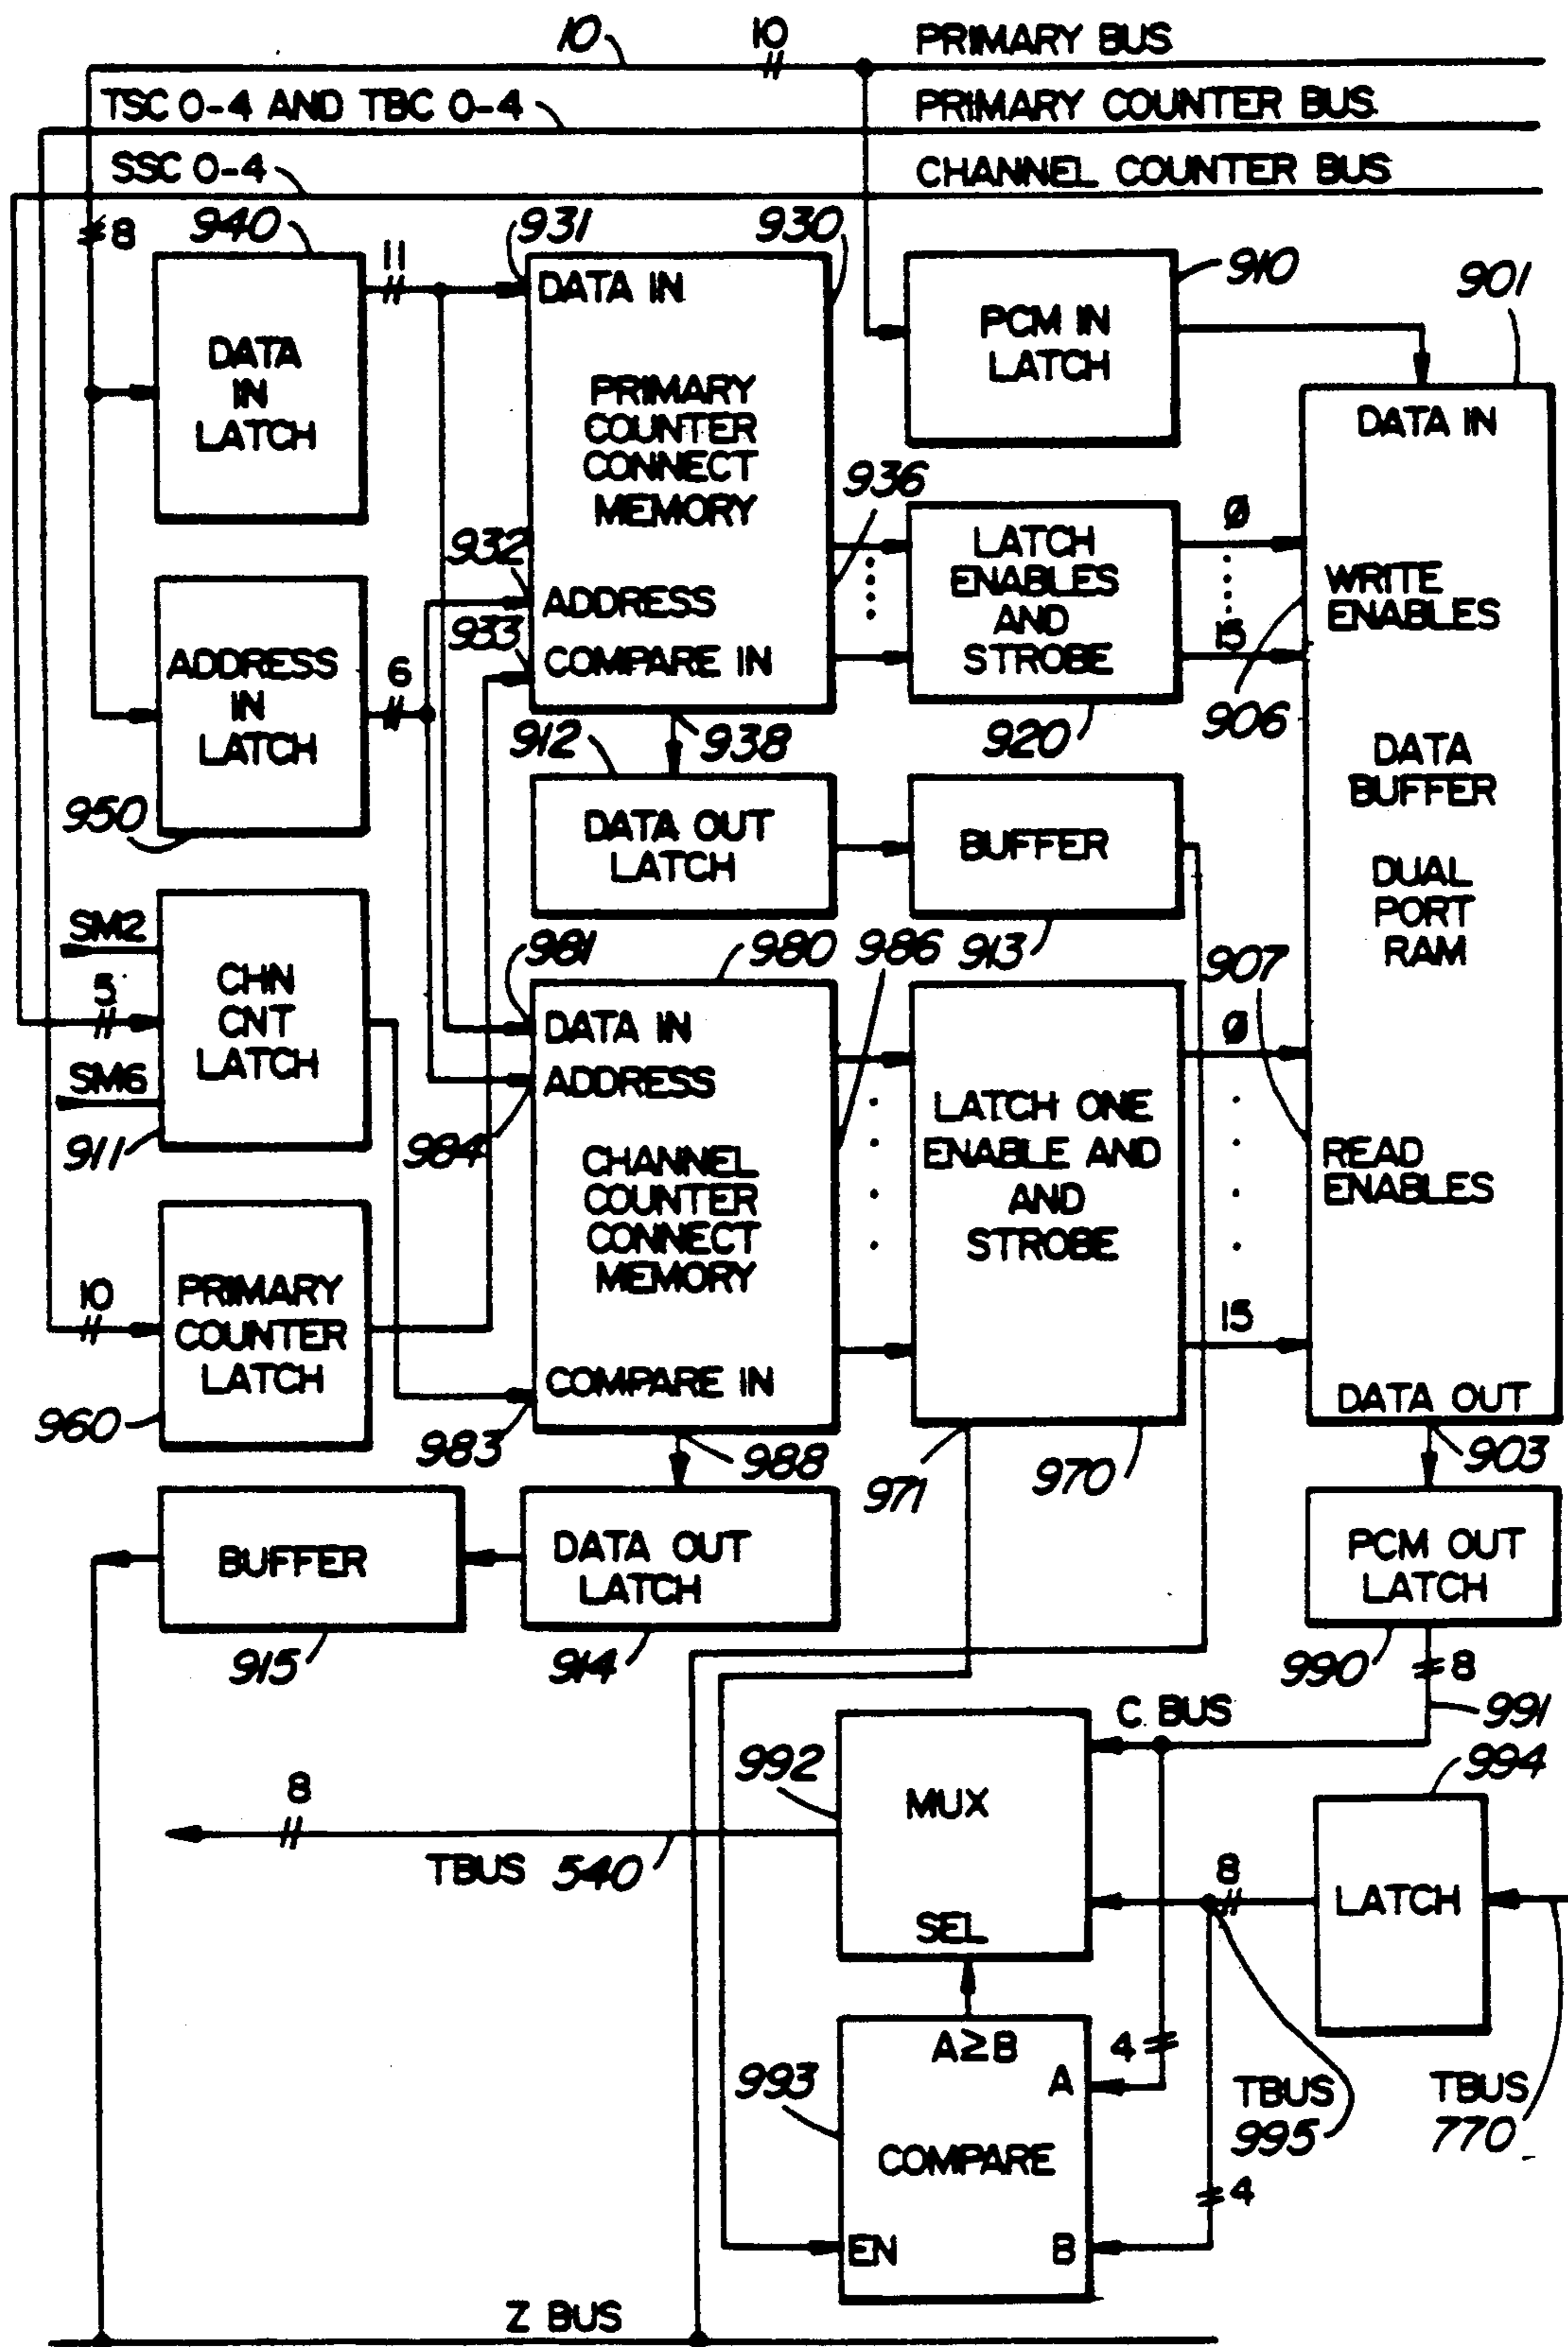 10
10
PRIMARY BUS
TSC 0-4 AND TBC 0-4
PRIMARY COUNTER BUS
SSC 0-4
CHANNEL COUNTER BUS
8
940
11
931
930
910
901
DATA IN
DATA
IN
LATCH
PCM IN
LATCH
DATA IN
PRIMARY
COUNTER
CONNECT
MEMORY
936
932
ADDRESS
933
COMPARE IN
LATCH
ENABLES
AND
STROBE
Ø
15
WRITE
ENABLES
906
ADDRESS
IN
LATCH
6
950
912
938
920
DATA
BUFFER
DUAL
PORT
RAM
DATA OUT
LATCH
BUFFER
913
SM2
5
SM6
CHN
CNT
LATCH
911
981
980
986
907
DATA IN
ADDRESS
984
CHANNEL
COUNTER
CONNECT
MEMORY
COMPARE IN
983
988
LATCH ONE
ENABLE AND
AND
STROBE
Ø
15
READ
ENABLES
10
PRIMARY
COUNTER
LATCH
960
971
970
DATA OUT
903
BUFFER
915
DATA OUT
LATCH
914
PCM OUT
LATCH
990
8
991
C BUS
992
MUX
SEL
994
8
TBUS 540
8
LATCH
A≥B
A
4
993
COMPARE
EN
B
4
TBUS
995
TBUS
770
Z BUS